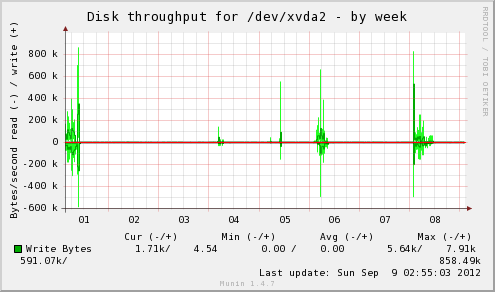 Disk throughput for /dev/xvda2 - by week
RRDTOOL / TOBI OETIKER
Bytes/second read (-) / write (+)
800 k
600 k
400 k
200 k
0
-200 k
-400 k
-600 k
01 02 03 04 05 06 07 08
Cur (-/+) Min (-/+) Avg (-/+) Max (-/+)
Write Bytes 1.71k/ 4.54 0.00 / 0.00 5.64k/ 7.91k
591.07k/ 858.49k
Last update: Sun Sep 9 02:55:03 2012
Munin 1.4.7